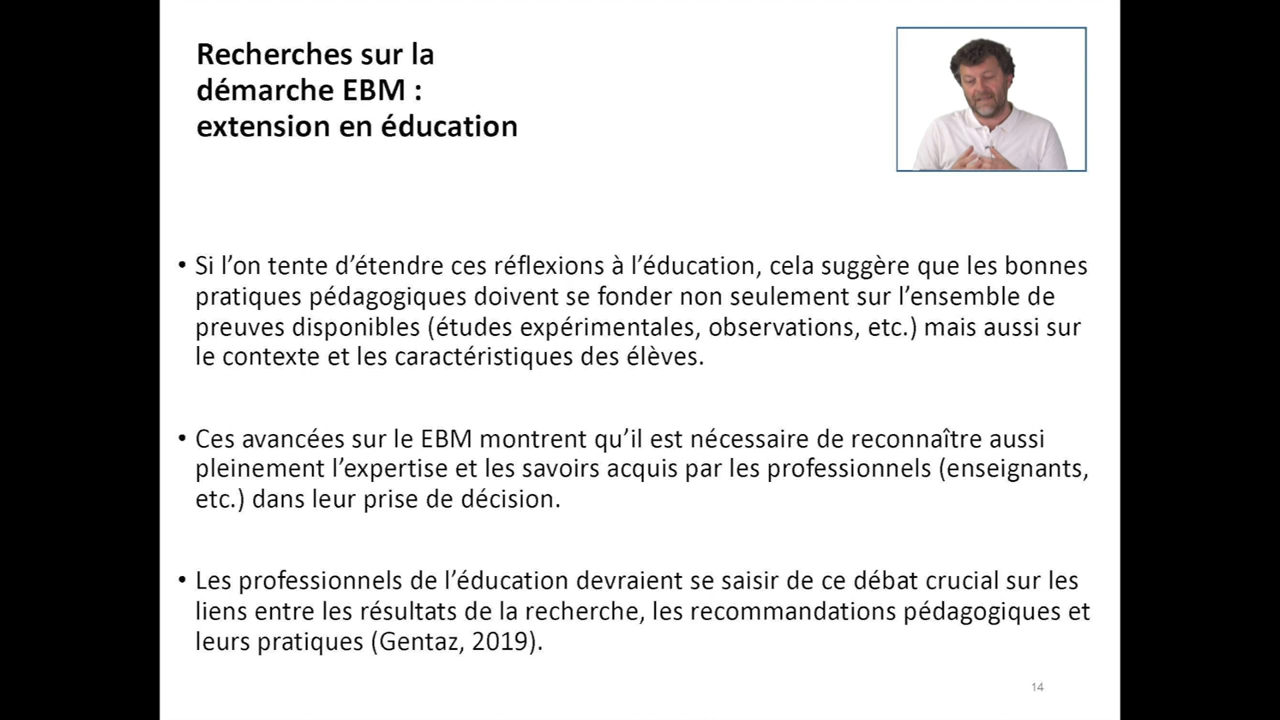 Recherches sur la
démarche EBM :
extension en éducation
• Si l’on tente d’étendre ces réflexions à l’éducation, cela suggère que les bonnes
pratiques pédagogiques doivent se fonder non seulement sur l’ensemble de
preuves disponibles (études expérimentales, observations, etc.) mais aussi sur
le contexte et les caractéristiques des élèves.
• Ces avancées sur le EBM montrent qu’il est nécessaire de reconnaître aussi
pleinement l’expertise et les savoirs acquis par les professionnels (enseignants,
etc.) dans leur prise de décision.
• Les professionnels de l’éducation devraient se saisir de ce débat crucial sur les
liens entre les résultats de la recherche, les recommandations pédagogiques et
leurs pratiques (Gentaz, 2019).
14